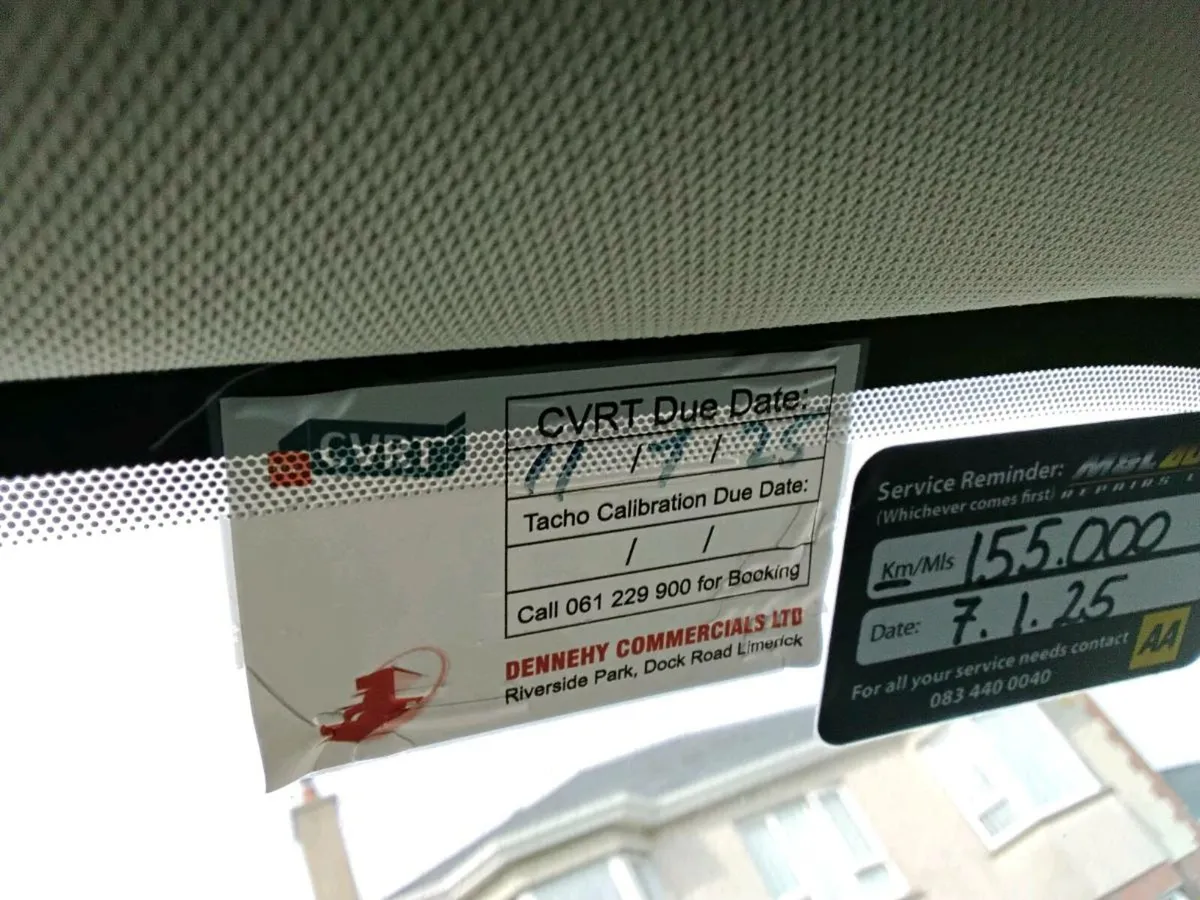 CVRT
CVRT Due Date:
11 / 7 / 25
Tacho Calibration Due Date:
/ /
Call 061 229 900 for Booking
DENNEHY COMMERCIALS LTD
Riverside Park, Dock Road Limerick
Service Reminder:
(Whichever comes first)
REPAIRS
Km/Mls 155.000
Date: 7.1.25
For all your service needs contact
083 440 0040
AA